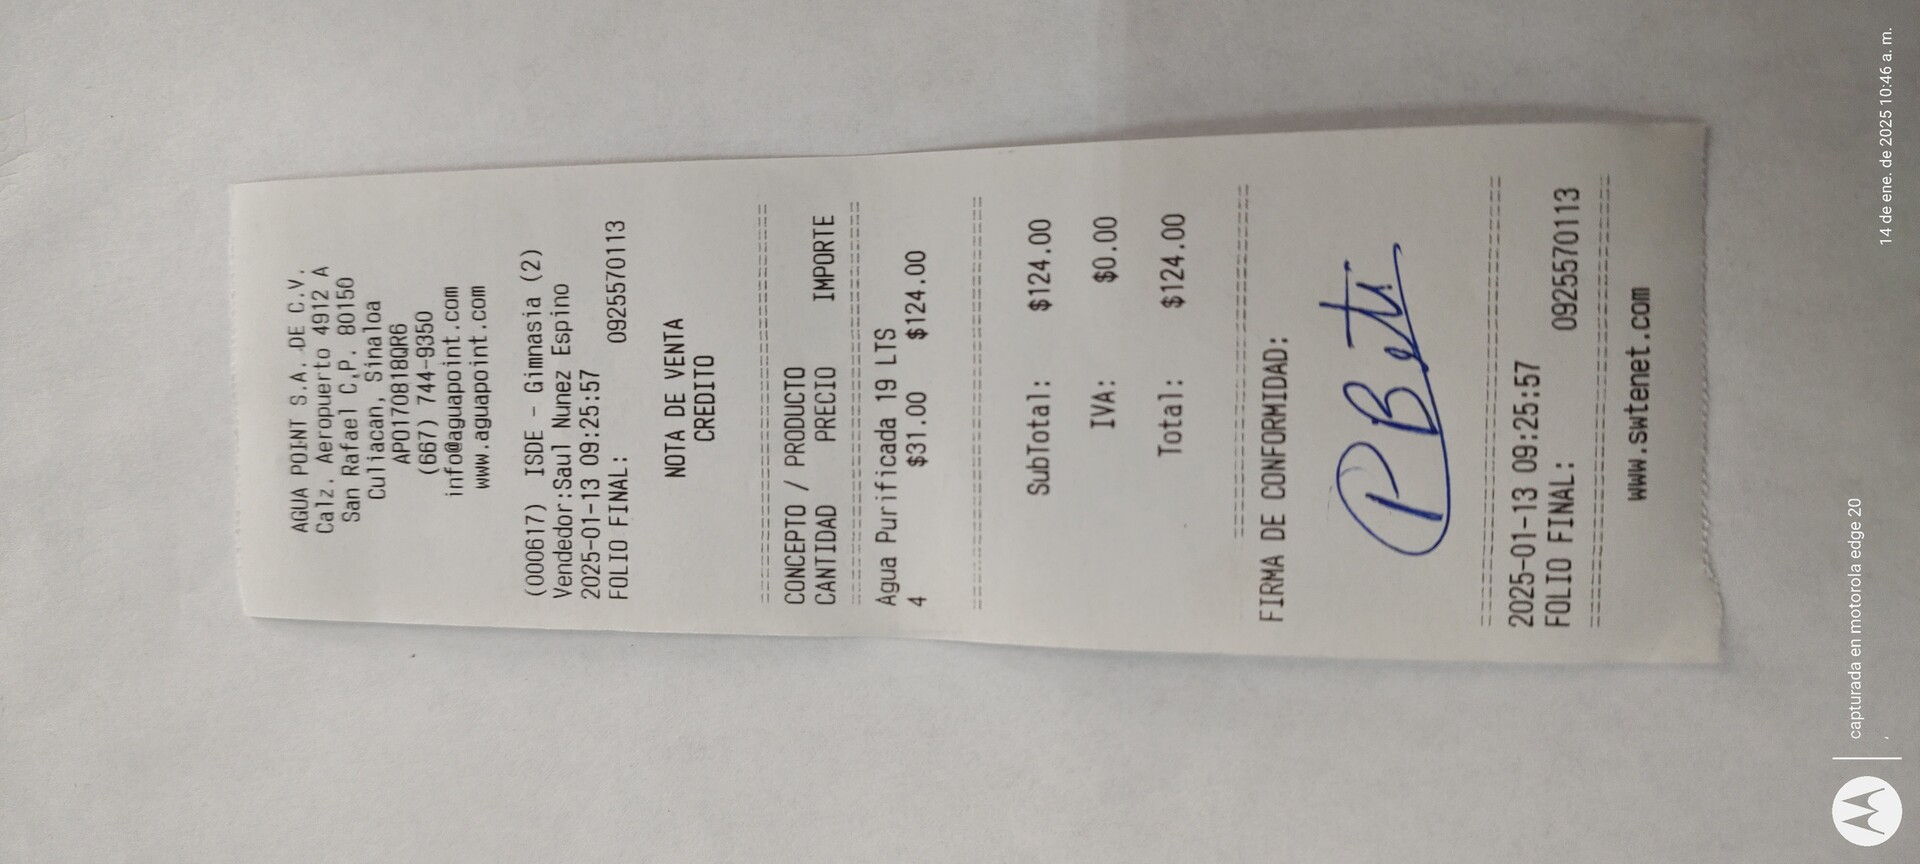 AGUA POINT S.A. DE C.V.
Calz. Aeropuerto 4912 A
San Rafael C.P. 80150
Culiacan, Sinaloa
APO170818QR6
(667) 744-9350
info@aguapoint.com
www.aguapoint.com
(000617) ISDE - Gimnasia (2)
Vendedor:Saul Nunez Espino
2025-01-13 09:25:57
FOLIO FINAL: 0925570113
NOTA DE VENTA
CREDITO
CONCEPTO / PRODUCTO
CANTIDAD PRECIO IMPORTE
Agua Purificada 19 LTS
4 $31.00 $124.00
SubTotal: $124.00
IVA: $0.00
Total: $124.00
FIRMA DE CONFORMIDAD:
P Beti
2025-01-13 09:25:57
FOLIO FINAL: 0925570113
www.swtenet.com
capturada en motorola edge 20
14 de ene. de 2025 10:46 a. m.